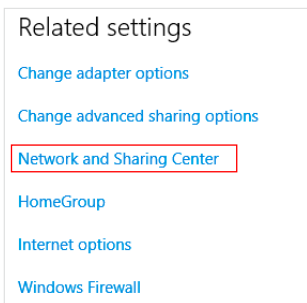 Related settings
Change adapter options
Change advanced sharing options
Network and Sharing Center
HomeGroup
Internet options
Windows Firewall